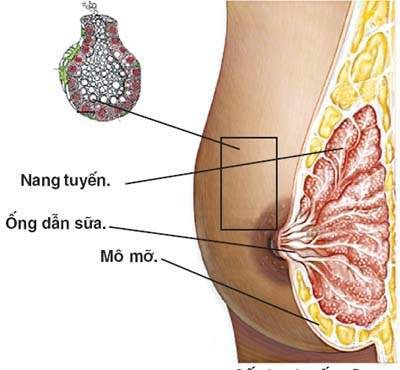 Nang tuyến.
Ống dẫn sữa.
Mô mỡ.